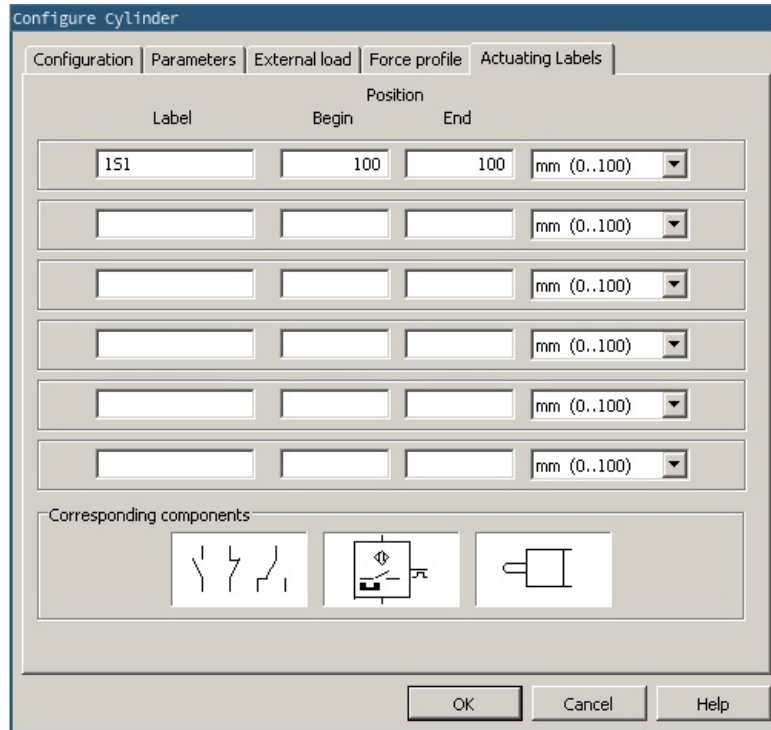 Configure Cylinder
Configuration Parameters External load Force profile Actuating Labels
Position
Label Begin End
1S1 100 100 mm (0..100)
mm (0..100)
mm (0..100)
mm (0..100)
mm (0..100)
mm (0..100)
Corresponding components
OK Cancel Help